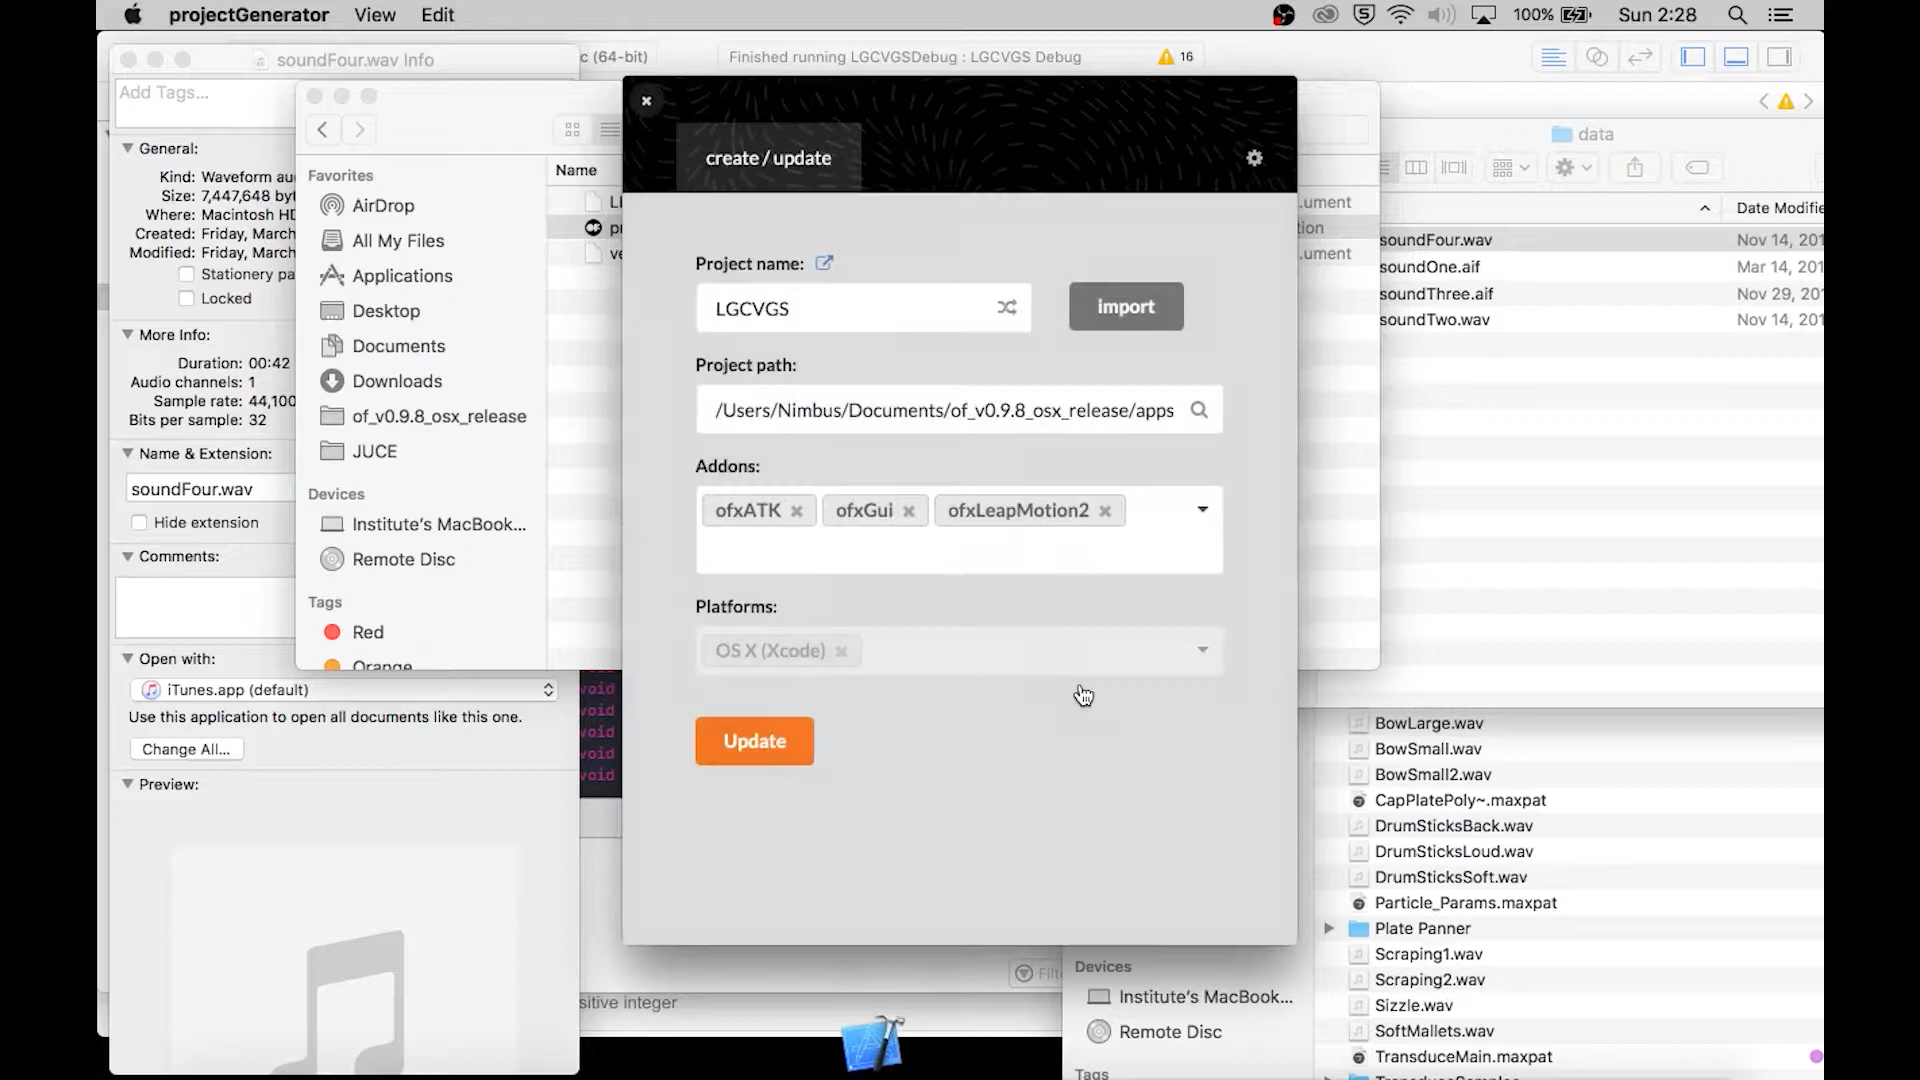 projectGenerator View Edit
100% Sun 2:28
soundFour.wav Info
c (64-bit)
Finished running LGCVGSDebug : LGCVGS Debug
16
Add Tags...
General:
Kind: Waveform au
Size: 7,447,648 byt
Where: Macintosh HD
Created: Friday, March
Modified: Friday, March
Stationery pa
Locked
More Info:
Duration: 00:42
Audio channels: 1
Sample rate: 44,100
Bits per sample: 32
Name & Extension:
soundFour.wav
Hide extension
Comments:
Open with:
iTunes.app (default)
Use this application to open all documents like this one.
Change All...
Preview:
Favorites
AirDrop
All My Files
Applications
Desktop
Documents
Downloads
of_v0.9.8_osx_release
JUCE
Devices
Institute's MacBook...
Remote Disc
Tags
Red
Orange
Name
pr
ve
void
void
void
void
void
create / update
Project name:
LGCVGS
import
Project path:
/Users/Nimbus/Documents/of_v0.9.8_osx_release/apps
Addons:
ofxATK
ofxGui
ofxLeapMotion2
Platforms:
OS X (Xcode)
Update
ument
tion
ument
data
Date Modifie
soundFour.wav Nov 14, 201
soundOne.aif Mar 14, 201
soundThree.aif Nov 29, 201
soundTwo.wav Nov 14, 201
BowLarge.wav
BowSmall.wav
BowSmall2.wav
CapPlatePoly~.maxpat
DrumSticksBack.wav
DrumSticksLoud.wav
DrumSticksSoft.wav
Particle_Params.maxpat
Plate Panner
Scraping1.wav
Scraping2.wav
Sizzle.wav
SoftMallets.wav
TransduceMain.maxpat
Filt
sitive integer
Devices
Institute's MacBook...
Remote Disc
Tags